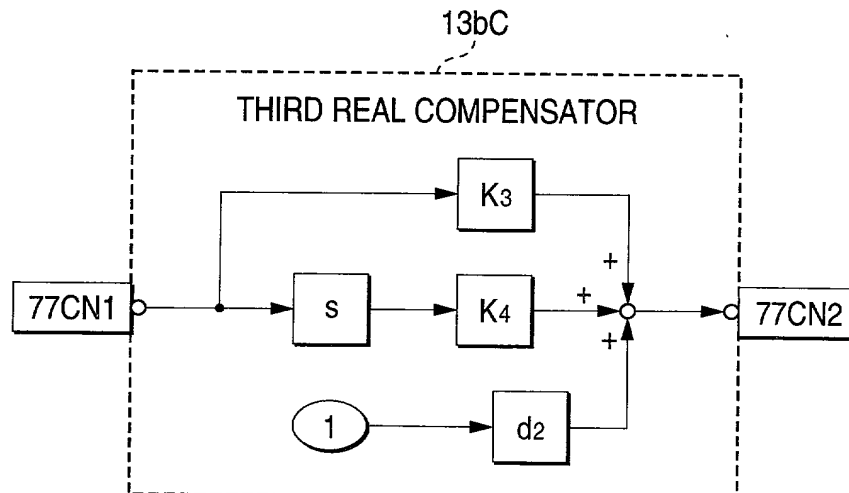 13bC
THIRD REAL COMPENSATOR
K3
+
77CN1
s
K4
+
77CN2
+
1
d2